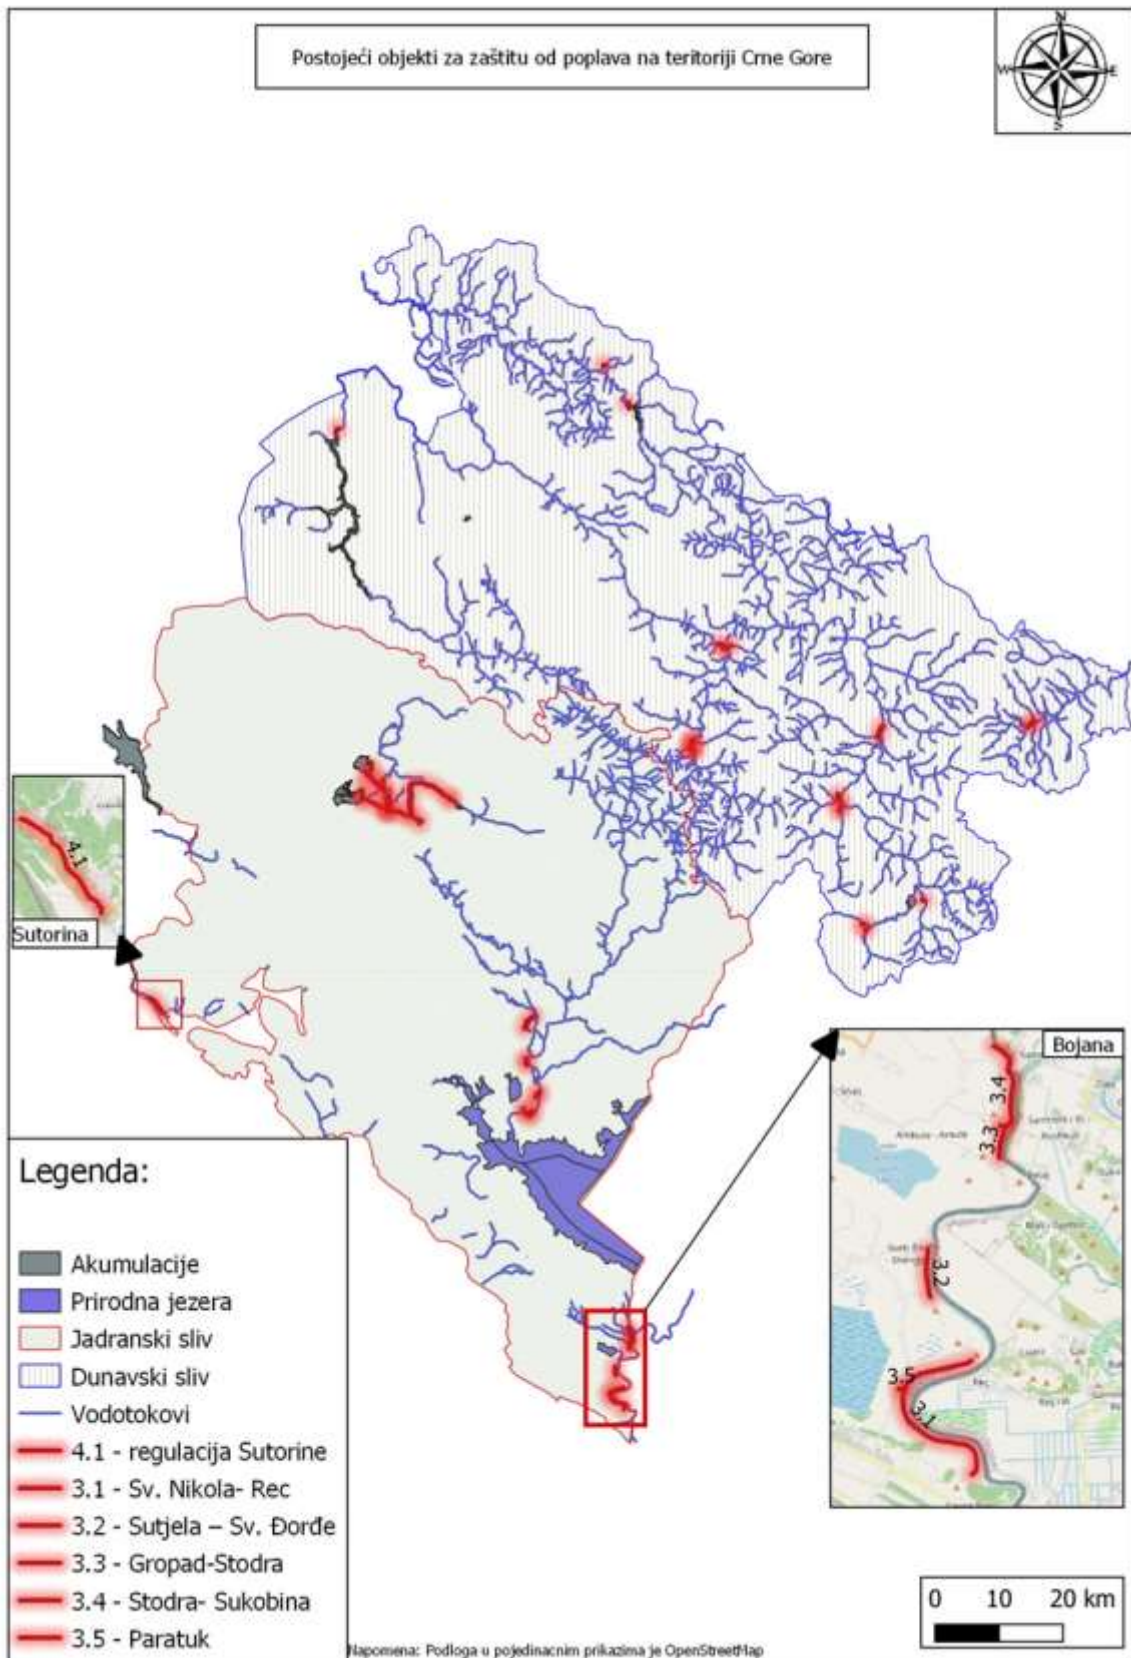 Postojeći objekti za zaštitu od poplava na teritoriji Crne Gore
N
W E
S
4.1
Sutorina
Bojana
3.4
3.3
3.2
3.5
3.1
Legenda:
Akumulacije
Prirodna jezera
Jadranski sliv
Dunavski sliv
Vodotokovi
4.1 - regulacija Sutorine
3.1 - Sv. Nikola- Rec
3.2 - Sutjela – Sv. Đorđe
3.3 - Gropad-Stodra
3.4 - Stodra- Sukobina
3.5 - Paratuk
0 10 20 km
Napomena: Podloga u pojedinacnim prikazima je OpenStreetMap